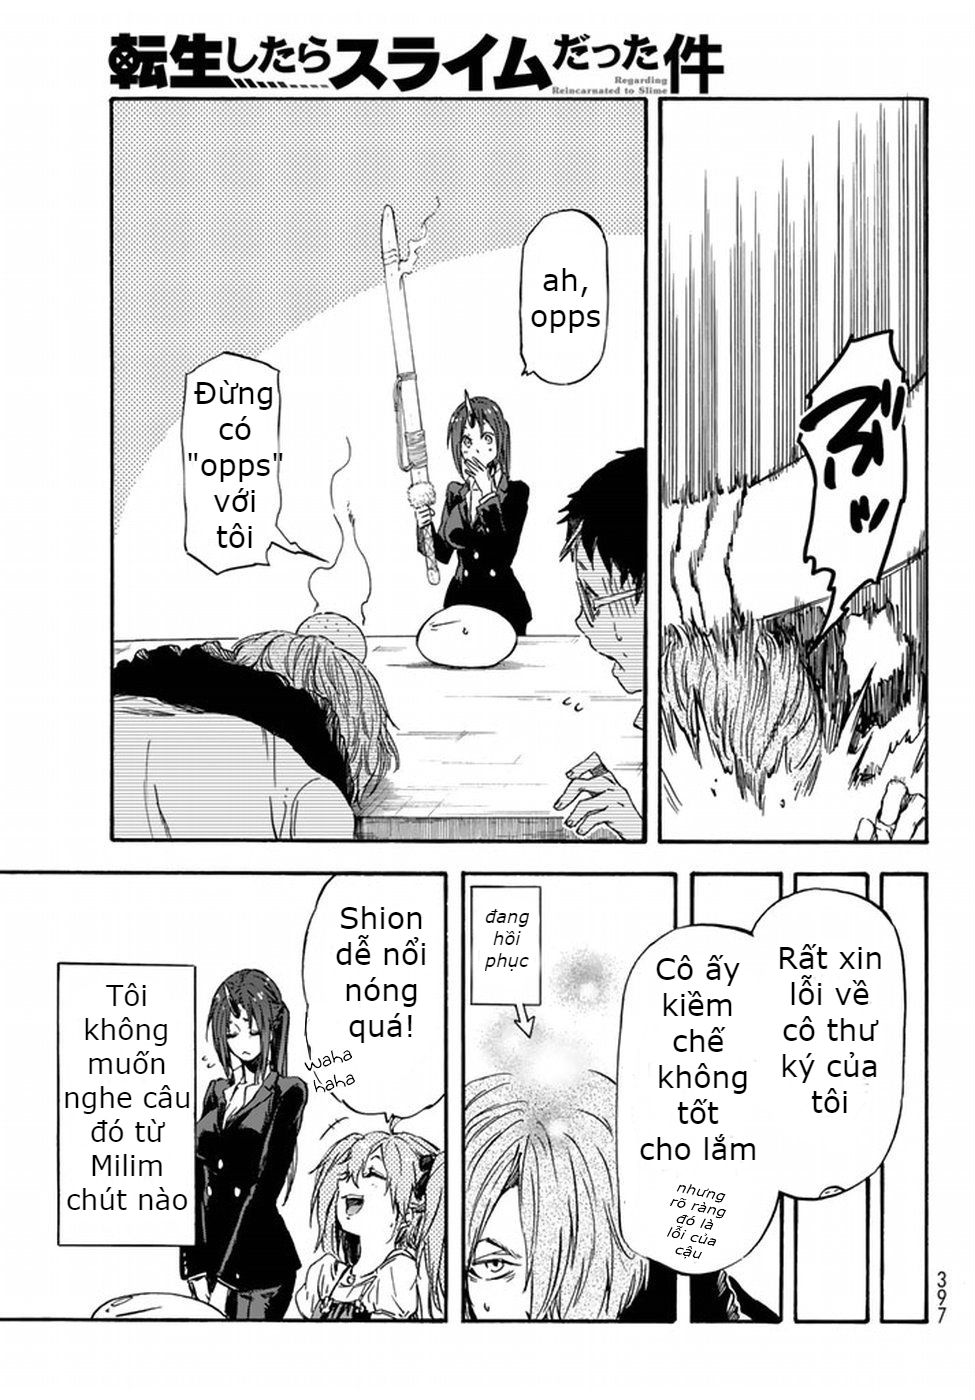 転生したらスライムだった件
Regarding
Reincarnated to Slime
ah,
opps
Đừng
có
"opps"
với
tôi
Rất xin
lỗi về
cô thư
ký của
tôi
Cô ấy
kiềm
chế
không
tốt
cho lắm
nhưng
rõ ràng
đó là
lỗi của
cậu
đang
hồi
phục
Shion
dễ nổi
nóng
quá!
waha
haha
Tôi
không
muốn
nghe câu
đó từ
Milim
chút nào
397